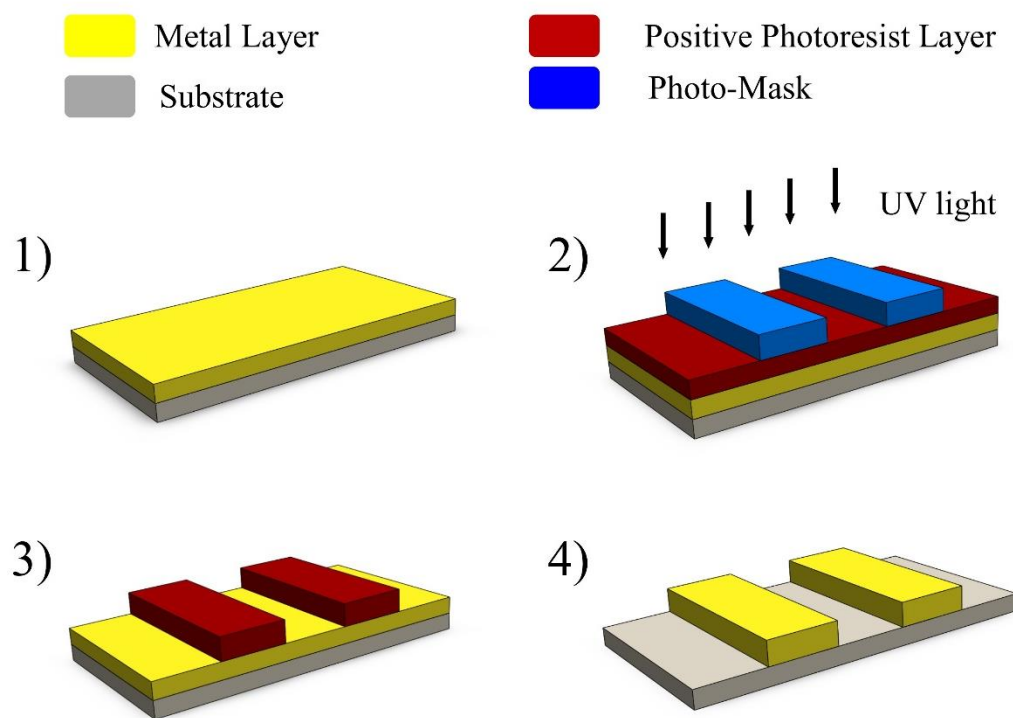 Metal Layer
Positive Photoresist Layer
Substrate
Photo-Mask
UV light
1)
2)
3)
4)